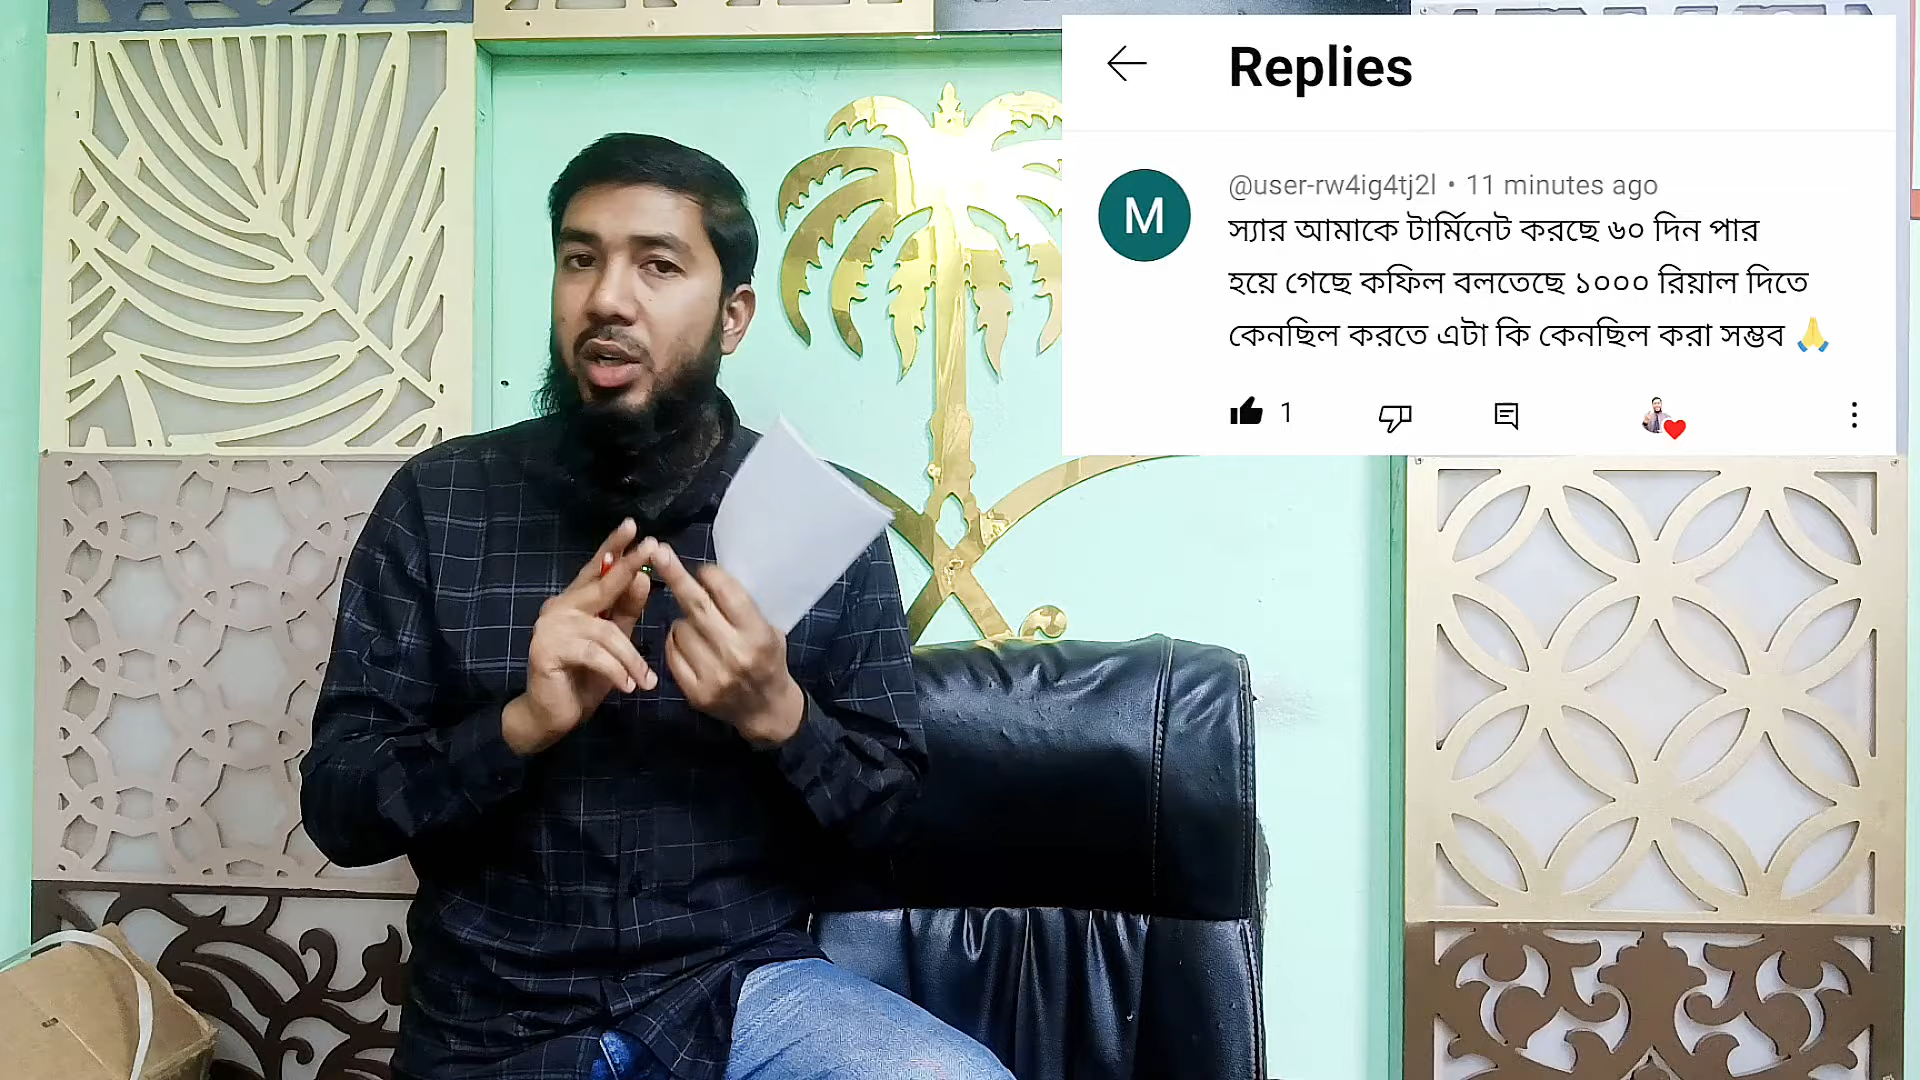 Replies
@user-rw4ig4tj2l • 11 minutes ago
M
স্যার আমাকে টার্মিনেট করছে ৬০ দিন পার
হয়ে গেছে কফিল বলতেছে ১০০০ রিয়াল দিতে
কেনছিল করতে এটা কি কেনছিল করা সম্ভব 🙏
1